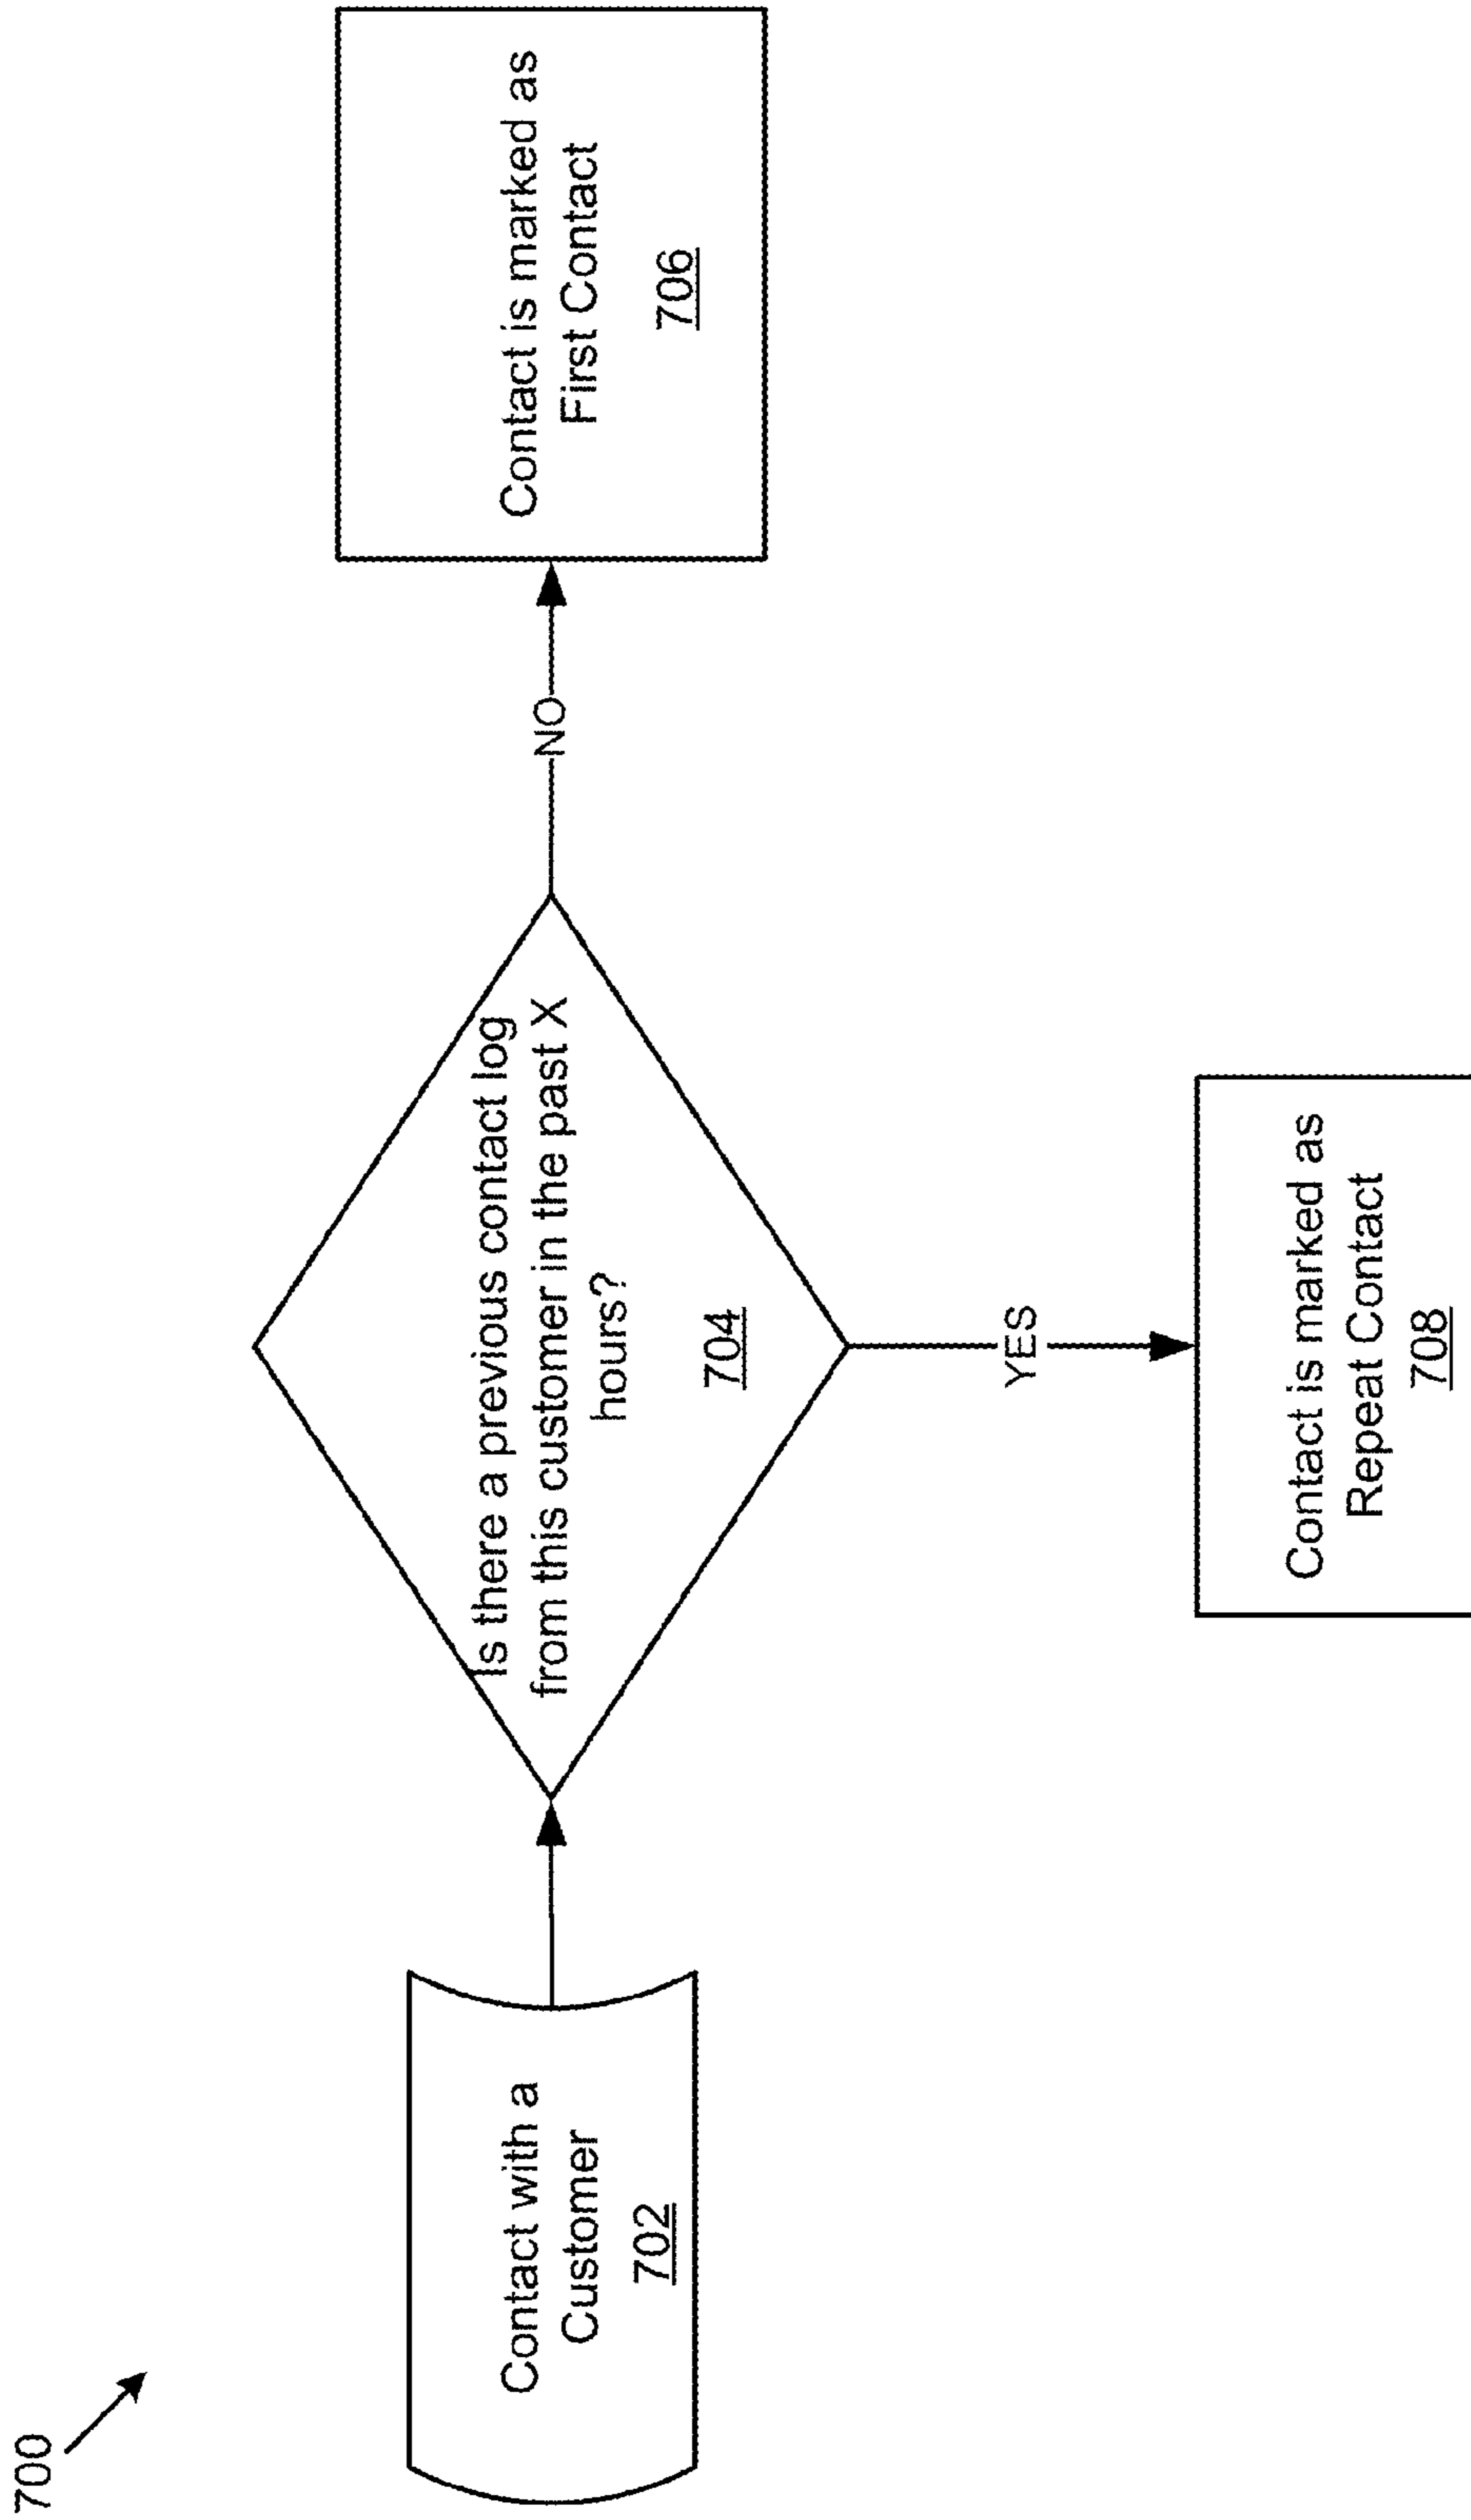 700
Contact with a
Customer
702
Is there a previous contact log
from this customer in the past X
hours?
704
NO
Contact is marked as
First Contact
706
YES
Contact is marked as
Repeat Contact
708